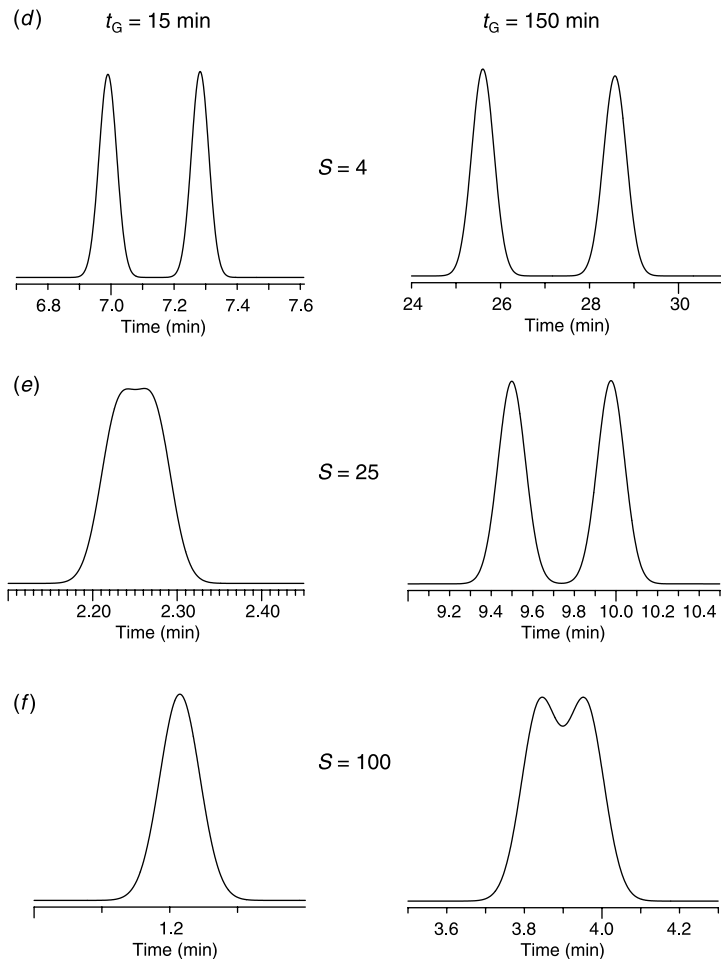 (d) t_G = 15 min t_G = 150 min
S = 4
6.8 7.0 7.2 7.4 7.6
Time (min)
24 26 28 30
Time (min)
(e)
S = 25
2.20 2.30 2.40
Time (min)
9.2 9.4 9.6 9.8 10.0 10.2 10.4
Time (min)
(f)
S = 100
1.2
Time (min)
3.6 3.8 4.0 4.2
Time (min)